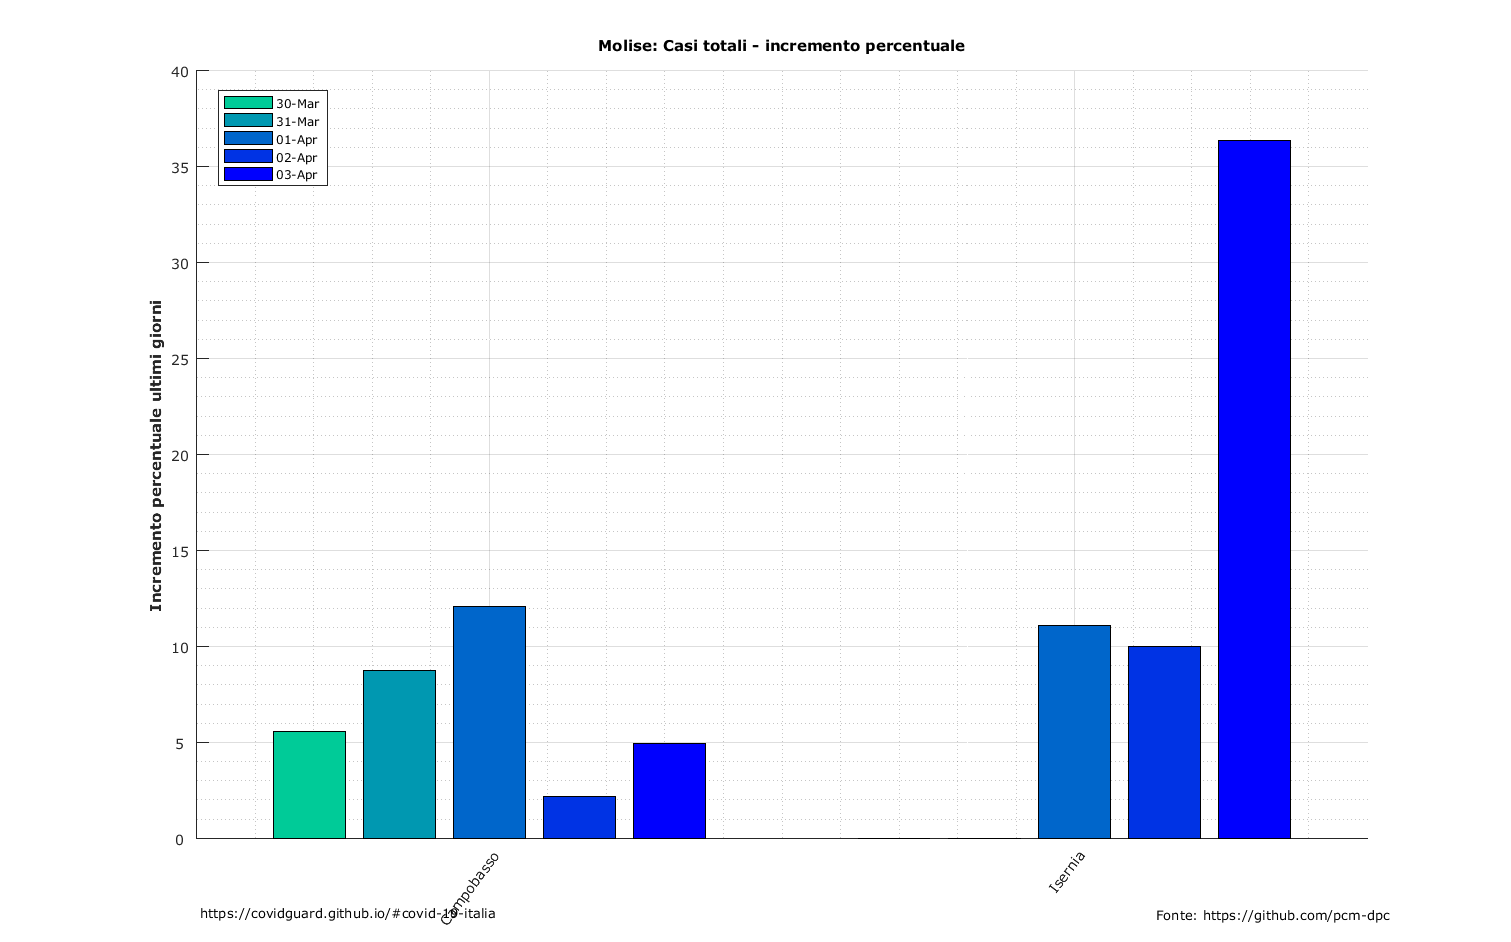 Molise: Casi totali - incremento percentuale
40
35
30
25
20
15
10
5
0
Incremento percentuale ultimi giorni
30-Mar
31-Mar
01-Apr
02-Apr
03-Apr
Campobasso
Isernia
https://covidguard.github.io/#covid-19-italia
Fonte: https://github.com/pcm-dpc